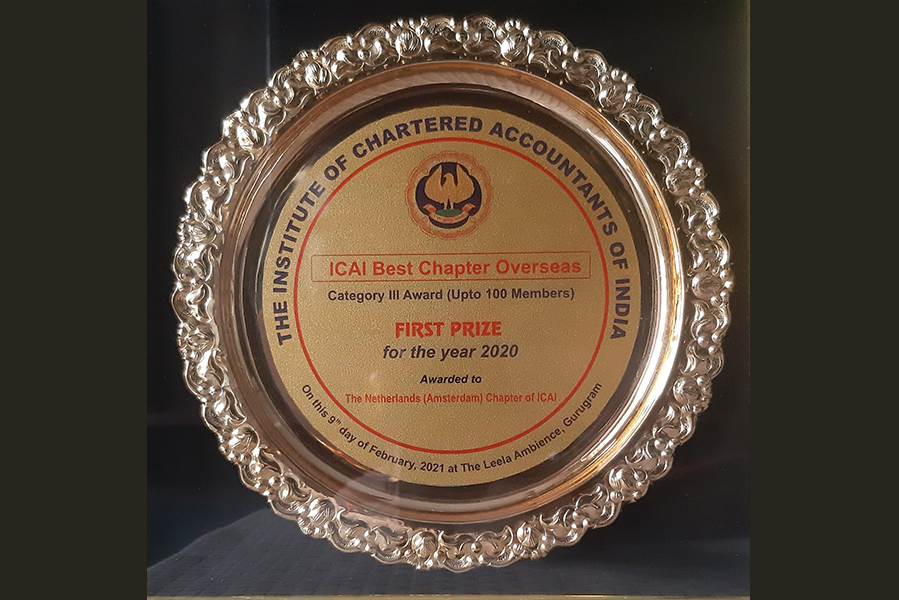 THE INSTITUTE OF CHARTERED ACCOUNTANTS OF INDIA
ICAI Best Chapter Overseas
Category III Award (Upto 100 Members)
FIRST PRIZE
for the year 2020
Awarded to
The Netherlands (Amsterdam) Chapter of ICAI
On this 9th day of February, 2021 at The Leela Ambience, Gurugram